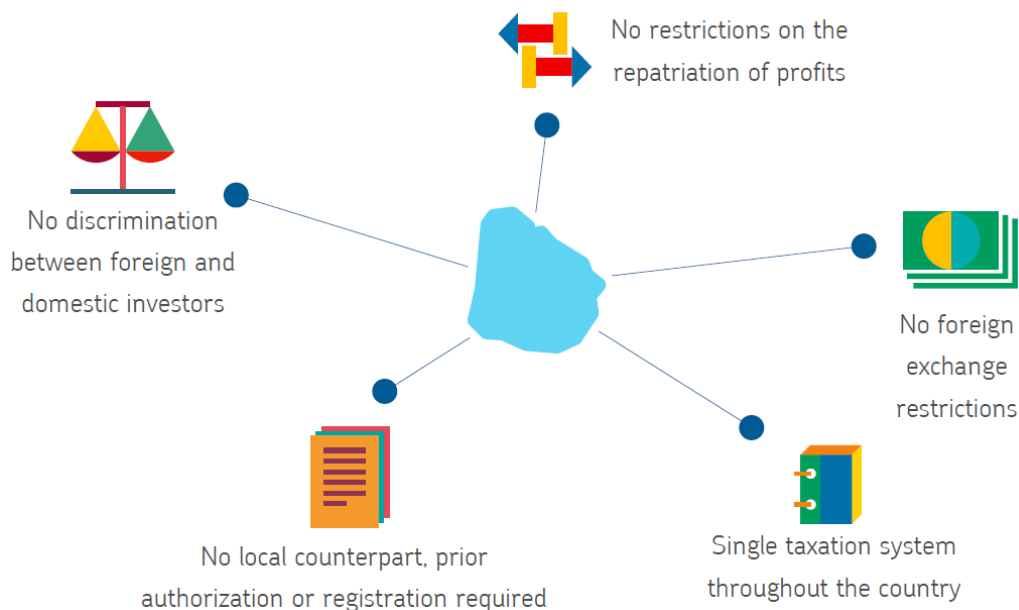 No restrictions on the
repatriation of profits
No discrimination
between foreign and
domestic investors
No foreign
exchange
restrictions
No local counterpart, prior
authorization or registration required
Single taxation system
throughout the country